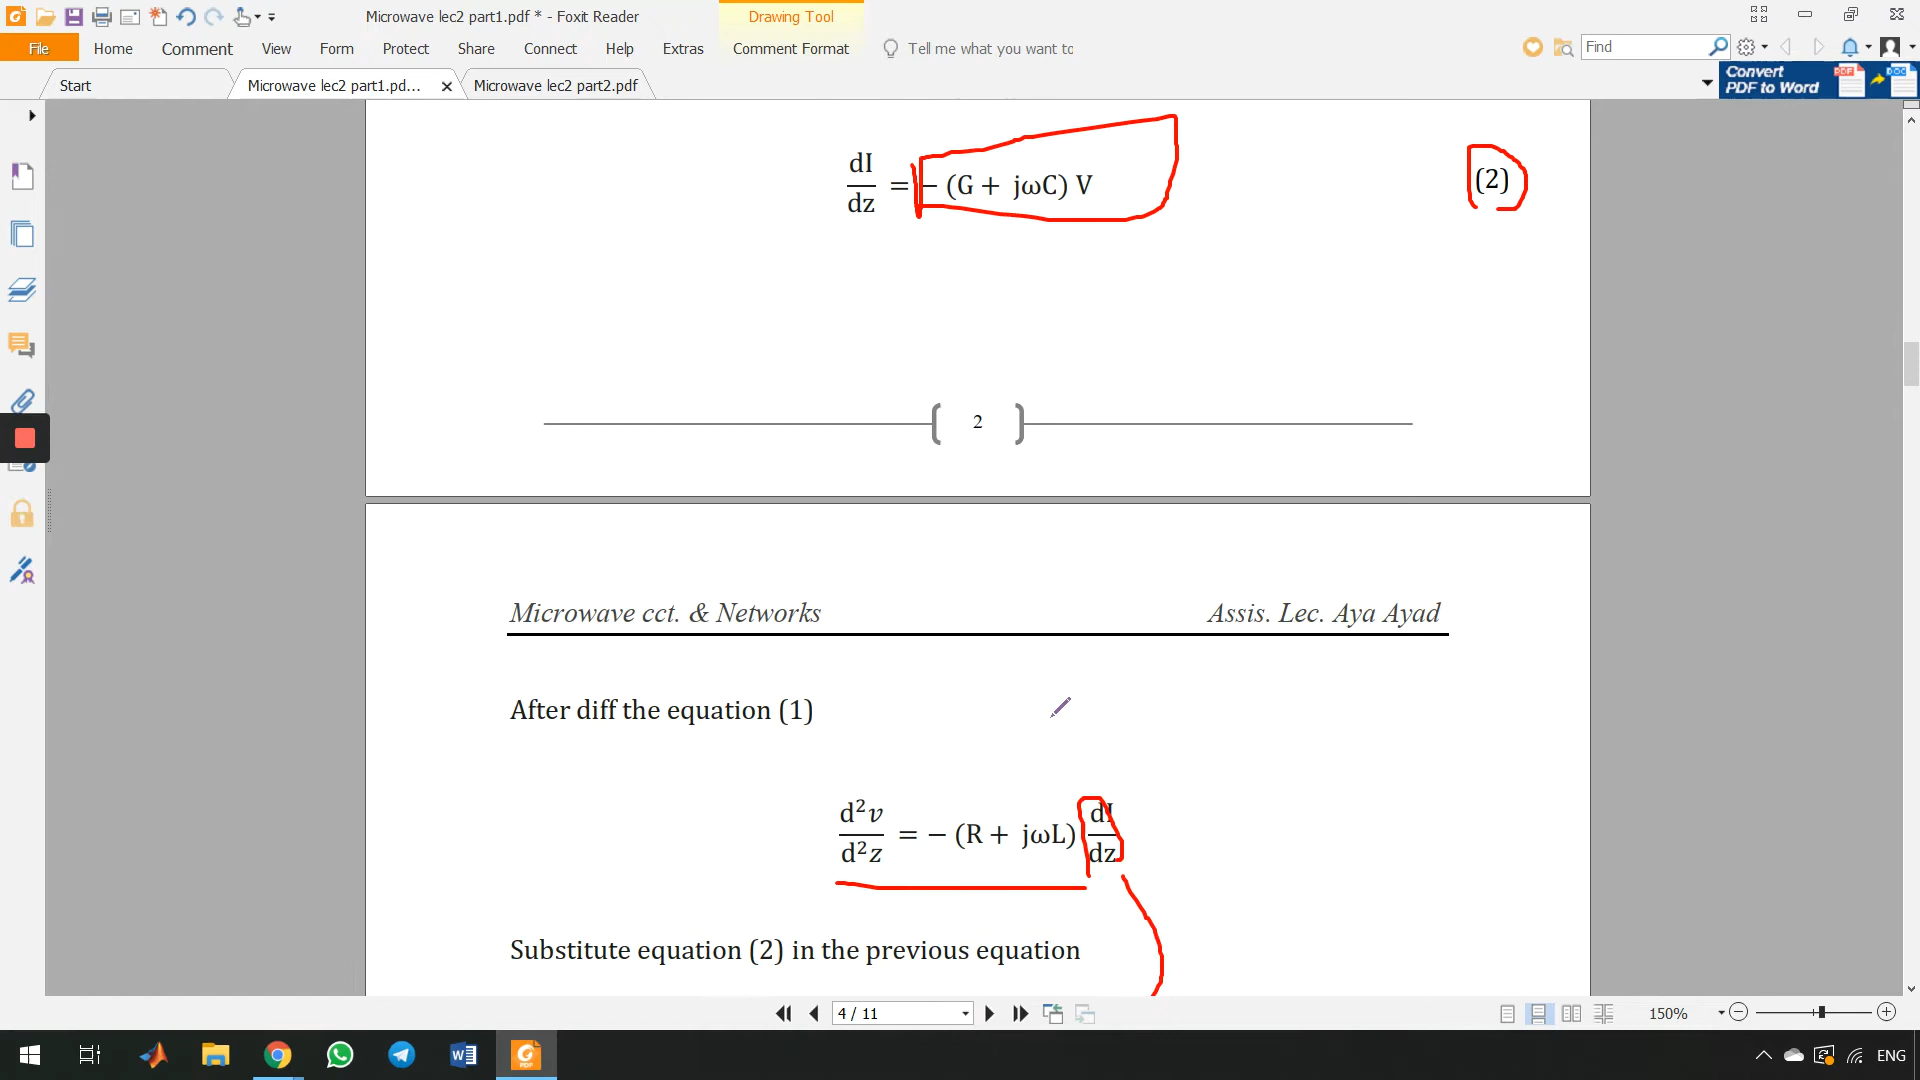 Microwave lec2 part1.pdf * - Foxit Reader
Drawing Tool
File Home Comment View Form Protect Share Connect Help Extras Comment Format Tell me what you want to
Find
Start
Microwave lec2 part1.pd...
Microwave lec2 part2.pdf
Convert
PDF to Word
PDF
DOC
dI/dz = − (G + jωC) V (2)
2
Microwave cct. & Networks Assis. Lec. Aya Ayad
After diff the equation (1)
d²v/d²z = − (R + jωL) dI/dz
Substitute equation (2) in the previous equation
4 / 11
150%
W
PDF
ENG